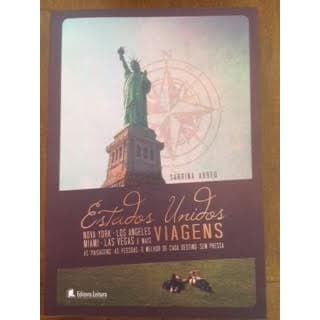 SABRINA ABREU
Estados Unidos
NOVA YORK - LOS ANGELES
MIAMI - LAS VEGAS E MAIS
VIAGENS
AS PAISAGENS, AS PESSOAS, O MELHOR DE CADA DESTINO SEM PRESSA
Editora Leitura